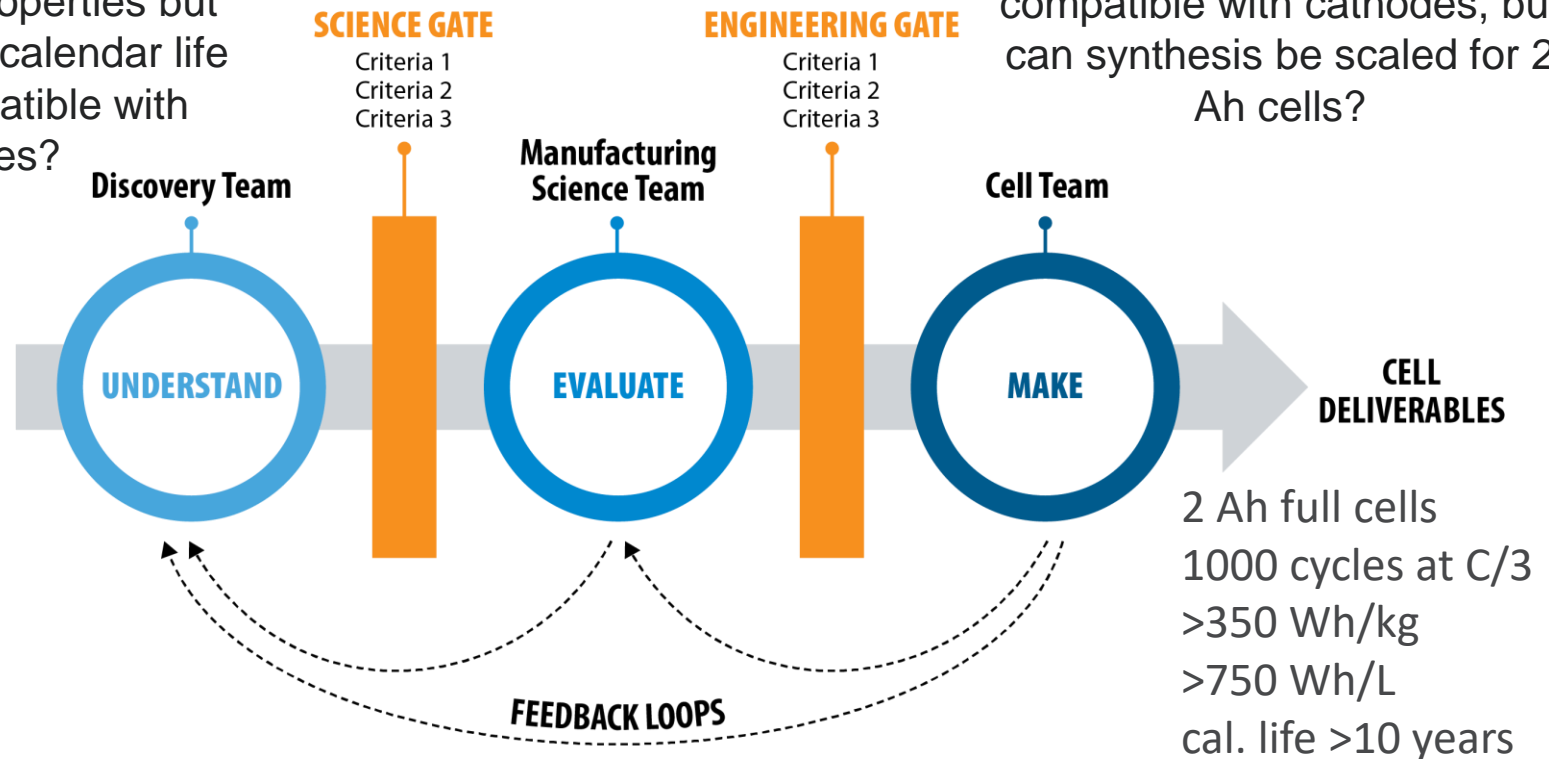 operties but
calendar life
atible with
es?
SCIENCE GATE
Criteria 1
Criteria 2
Criteria 3
ENGINEERING GATE
Criteria 1
Criteria 2
Criteria 3
compatible with cathodes, bu
can synthesis be scaled for 2
Ah cells?
Discovery Team
Manufacturing
Science Team
Cell Team
UNDERSTAND
EVALUATE
MAKE
CELL
DELIVERABLES
2 Ah full cells
1000 cycles at C/3
>350 Wh/kg
>750 Wh/L
cal. life >10 years
FEEDBACK LOOPS